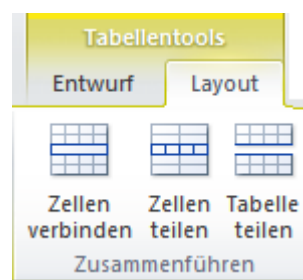 Tabellentools
Entwurf Layout
Zellen Zellen Tabelle
verbinden teilen teilen
Zusammenführen